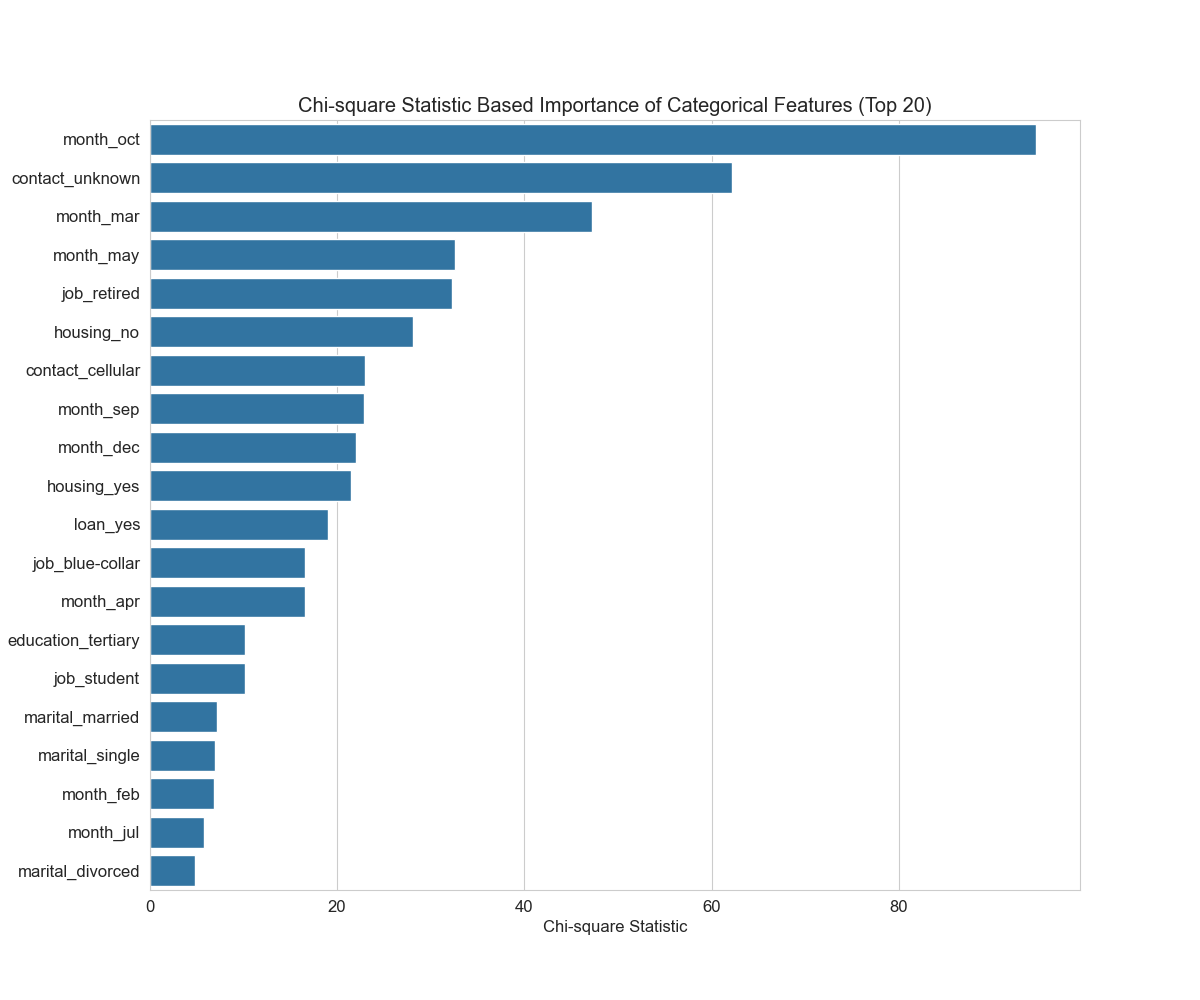 Chi-square Statistic Based Importance of Categorical Features (Top 20)
month_oct
contact_unknown
month_mar
month_may
job_retired
housing_no
contact_cellular
month_sep
month_dec
housing_yes
loan_yes
job_blue-collar
month_apr
education_tertiary
job_student
marital_married
marital_single
month_feb
month_jul
marital_divorced
0 20 40 60 80
Chi-square Statistic